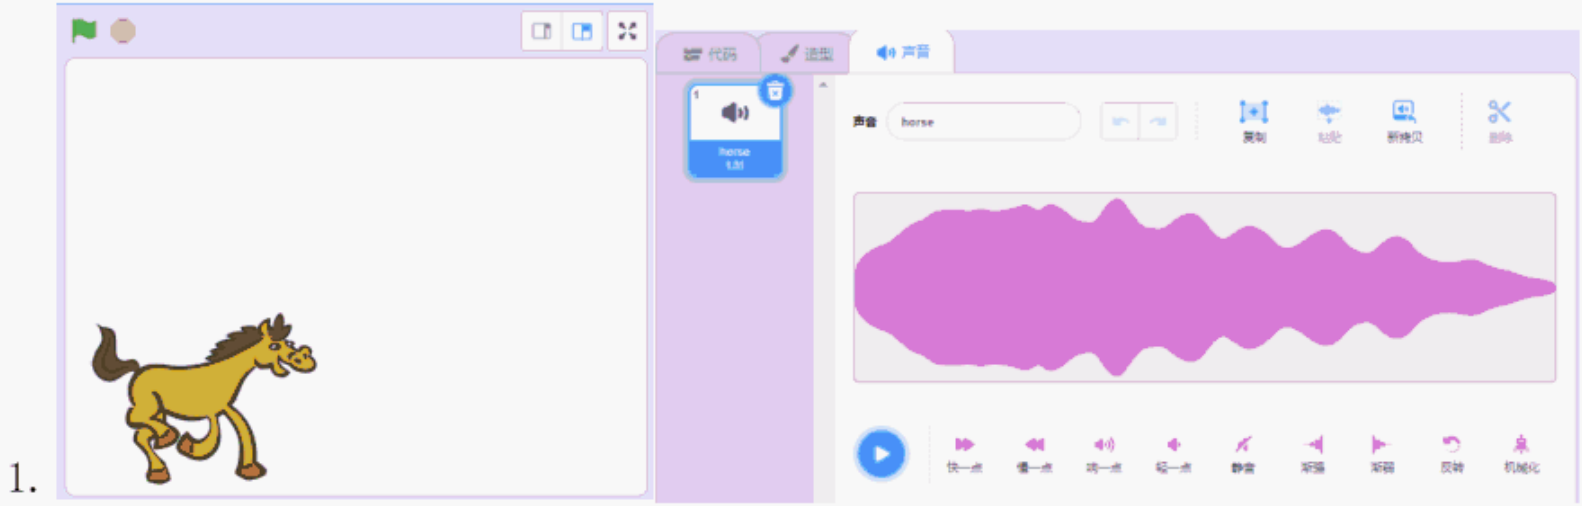 代码 造型 声音
1
声音 horse
复制 粘贴 新拷贝 删除
horse
1.
快一点 慢一点 响一点 轻一点 静音 渐强 渐弱 反转 机械化